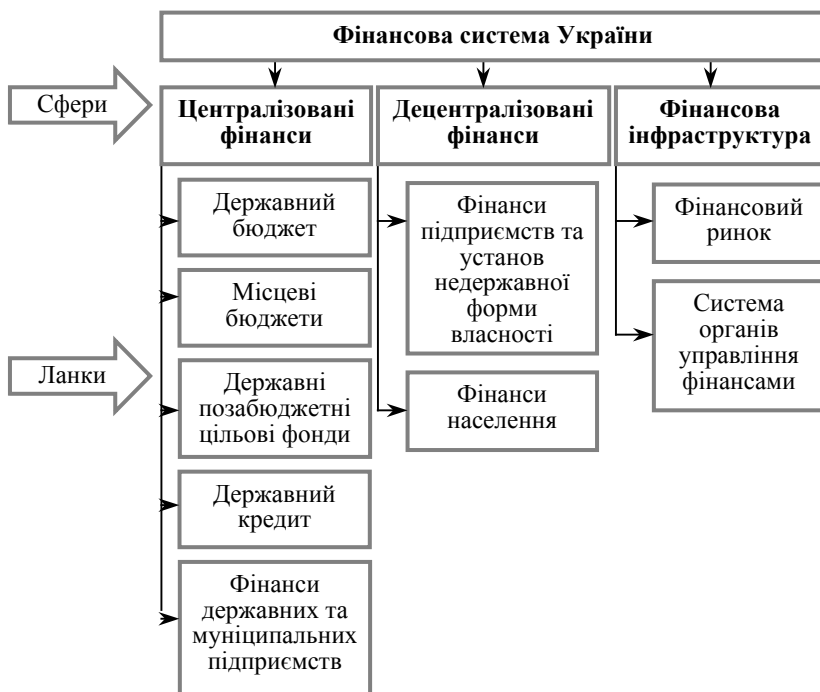 Фінансова система України
Сфери
Централізовані
фінанси
Децентралізовані
фінанси
Фінансова
інфраструктура
Ланки
Державний
бюджет
Місцеві
бюджети
Державні
позабюджетні
цільові фонди
Державний
кредит
Фінанси
державних та
муніципальних
підприємств
Фінанси
підприємств та
установ
недержавної
форми
власності
Фінанси
населення
Фінансовий
ринок
Система
органів
управління
фінансами